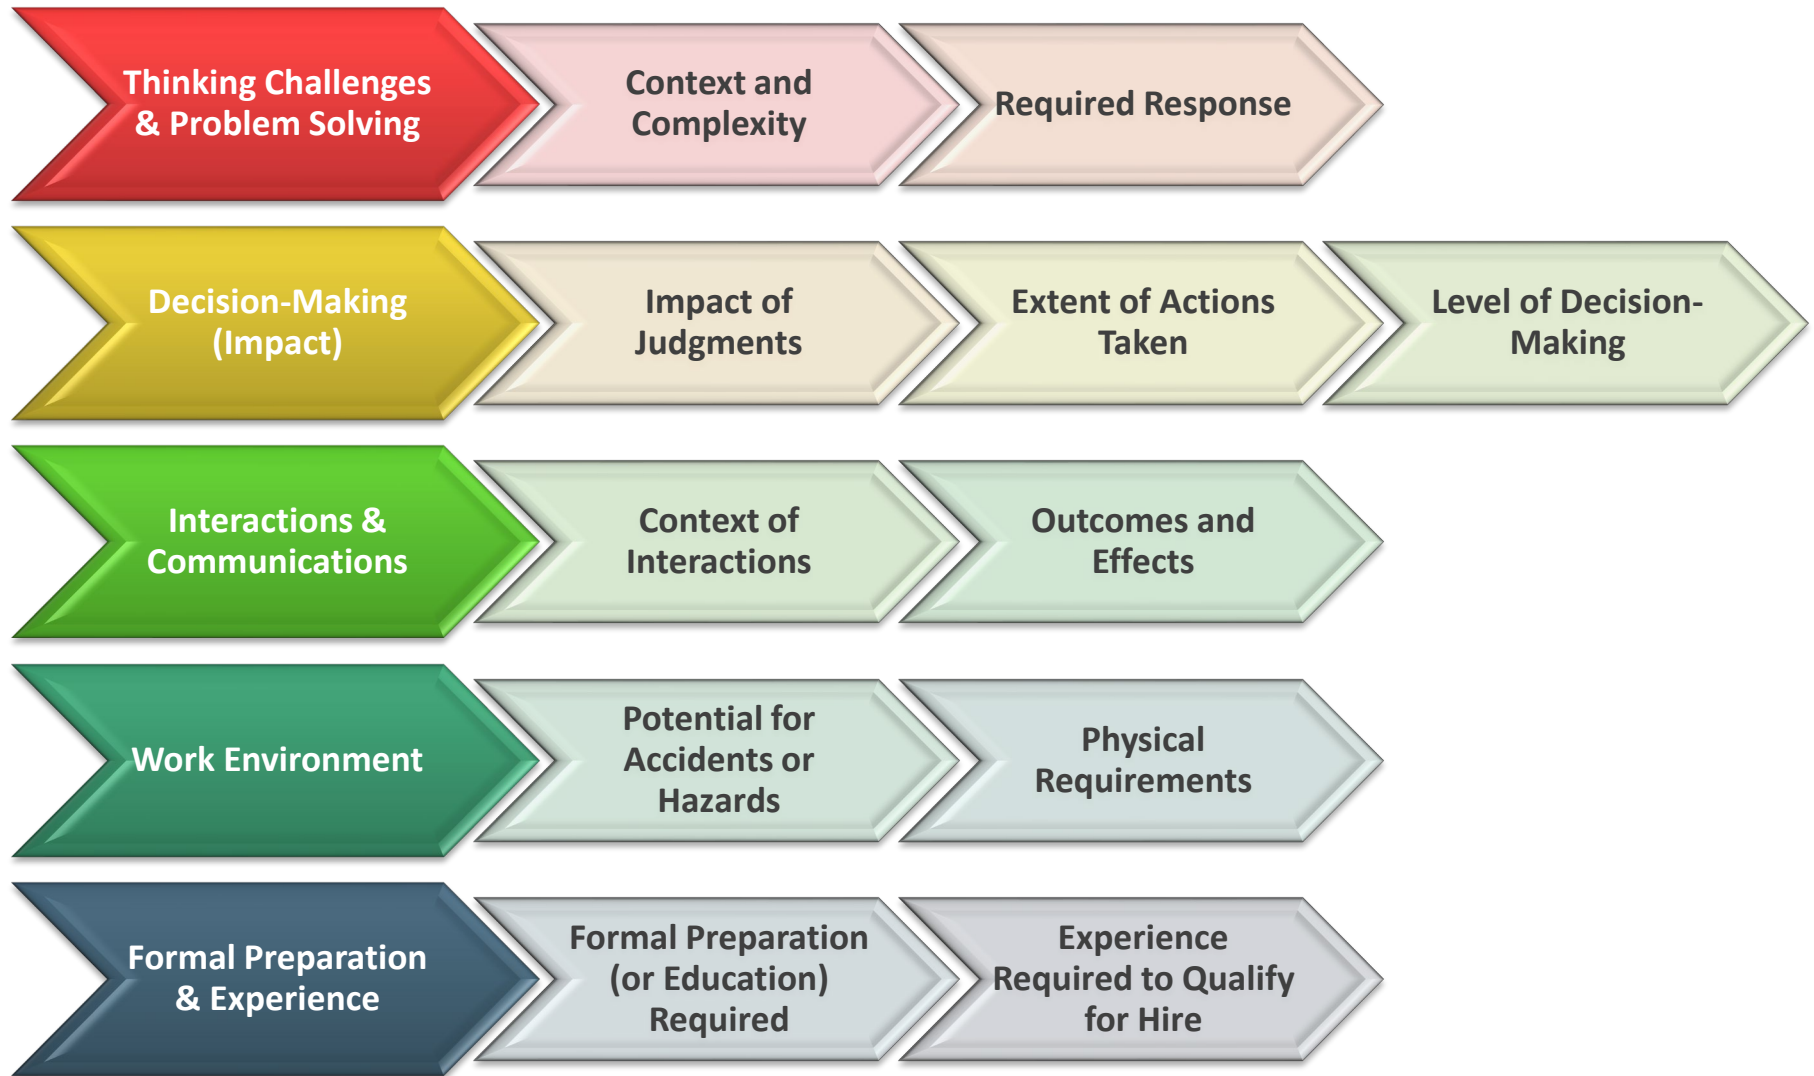 Thinking Challenges
& Problem Solving
Context and
Complexity
Required Response
Decision-Making
(Impact)
Impact of
Judgments
Extent of Actions
Taken
Level of Decision-
Making
Interactions &
Communications
Context of
Interactions
Outcomes and
Effects
Work Environment
Potential for
Accidents or
Hazards
Physical
Requirements
Formal Preparation
& Experience
Formal Preparation
(or Education)
Required
Experience
Required to Qualify
for Hire